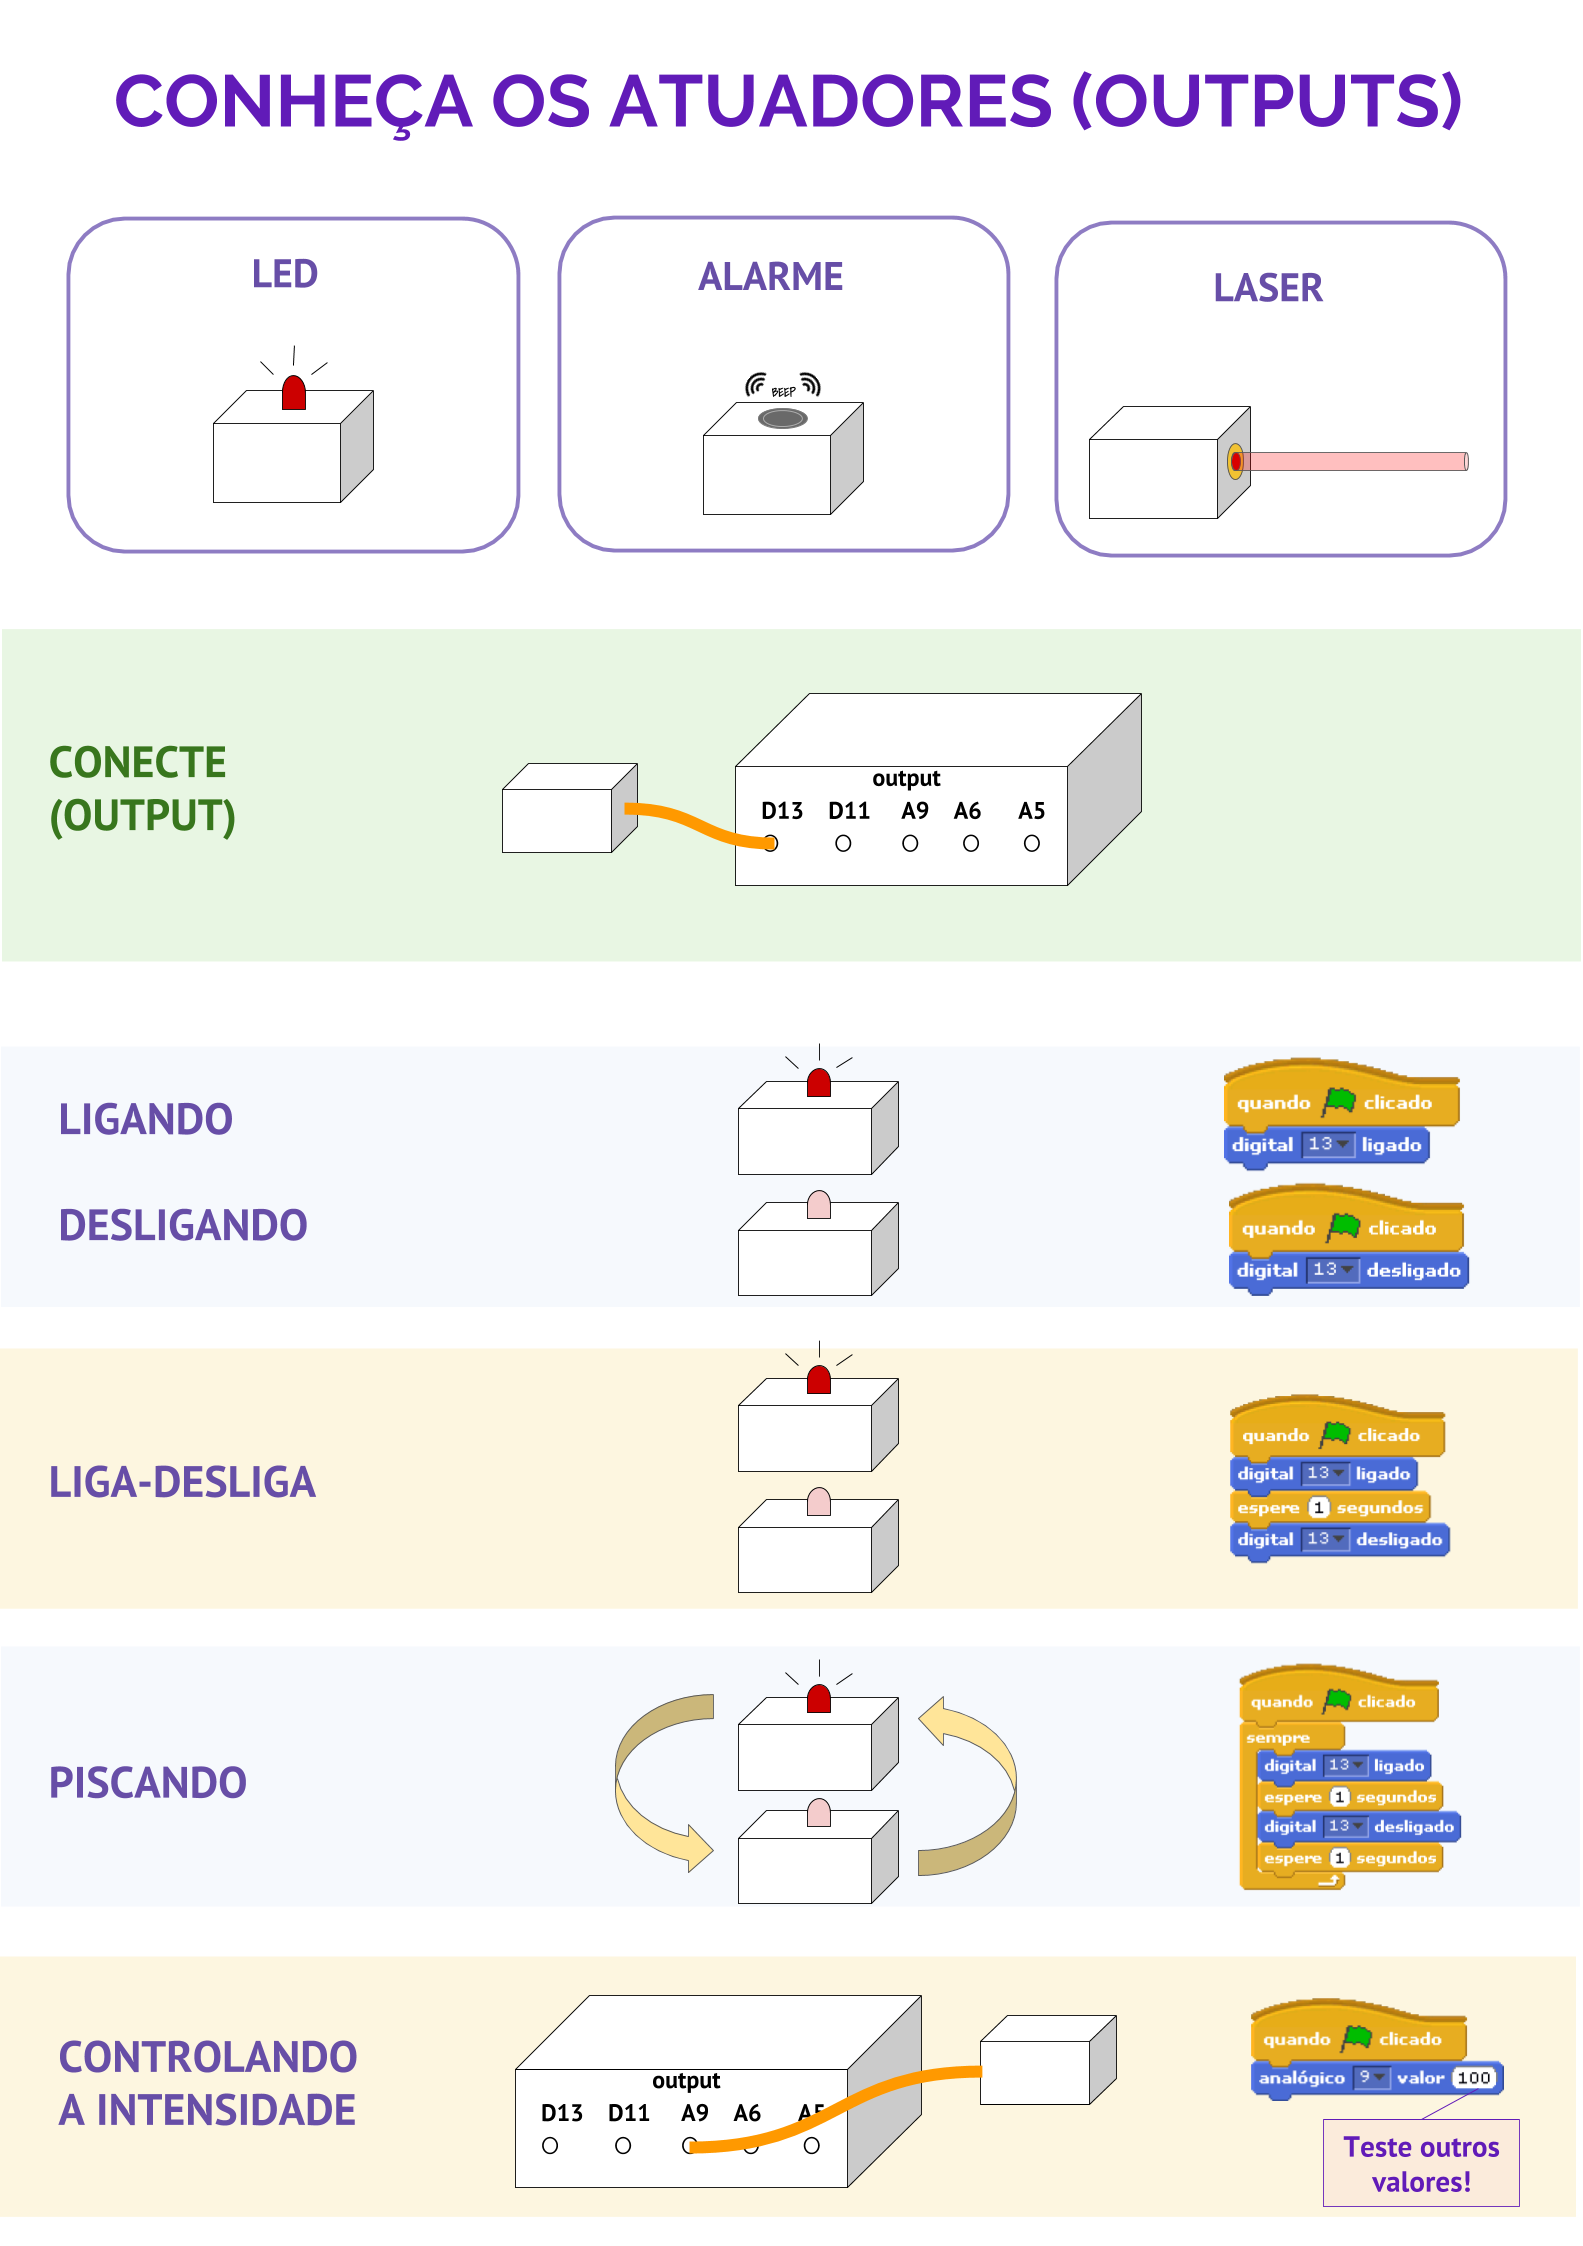 CONHEÇA OS ATUADORES (OUTPUTS)
LED
ALARME
LASER
BEEP
CONECTE
(OUTPUT)
output
D13 D11 A9 A6 A5
LIGANDO
quando clicado
digital 13 ligado
DESLIGANDO
quando clicado
digital 13 desligado
LIGA-DESLIGA
quando clicado
digital 13 ligado
espere 1 segundos
digital 13 desligado
PISCANDO
quando clicado
sempre
digital 13 ligado
espere 1 segundos
digital 13 desligado
espere 1 segundos
CONTROLANDO
A INTENSIDADE
output
D13 D11 A9 A6 A5
quando clicado
analógico 9 valor 100
Teste outros
valores!